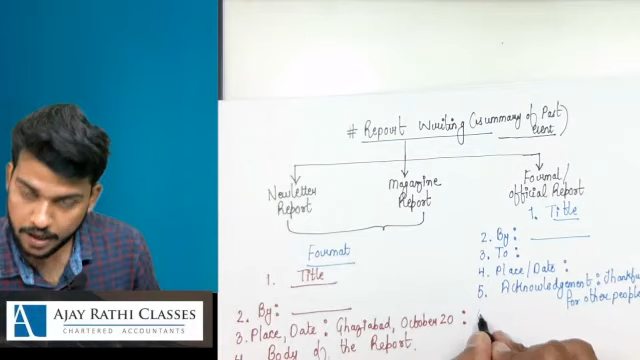 AJAY RATHI CLASSES
CHARTERED ACCOUNTANTS
# Report Writing (summary of Past event)
Newsletter Report
Magazine Report
Formal/ official Report
Format
1. Title
2. By: ______
3. Place, Date : Ghaziabad, October 20 :
4. Body of the Report.
1. Title
2. By: ______
3. To :
4. Place/Date :
5. Acknowledgement : Thankful
for other people